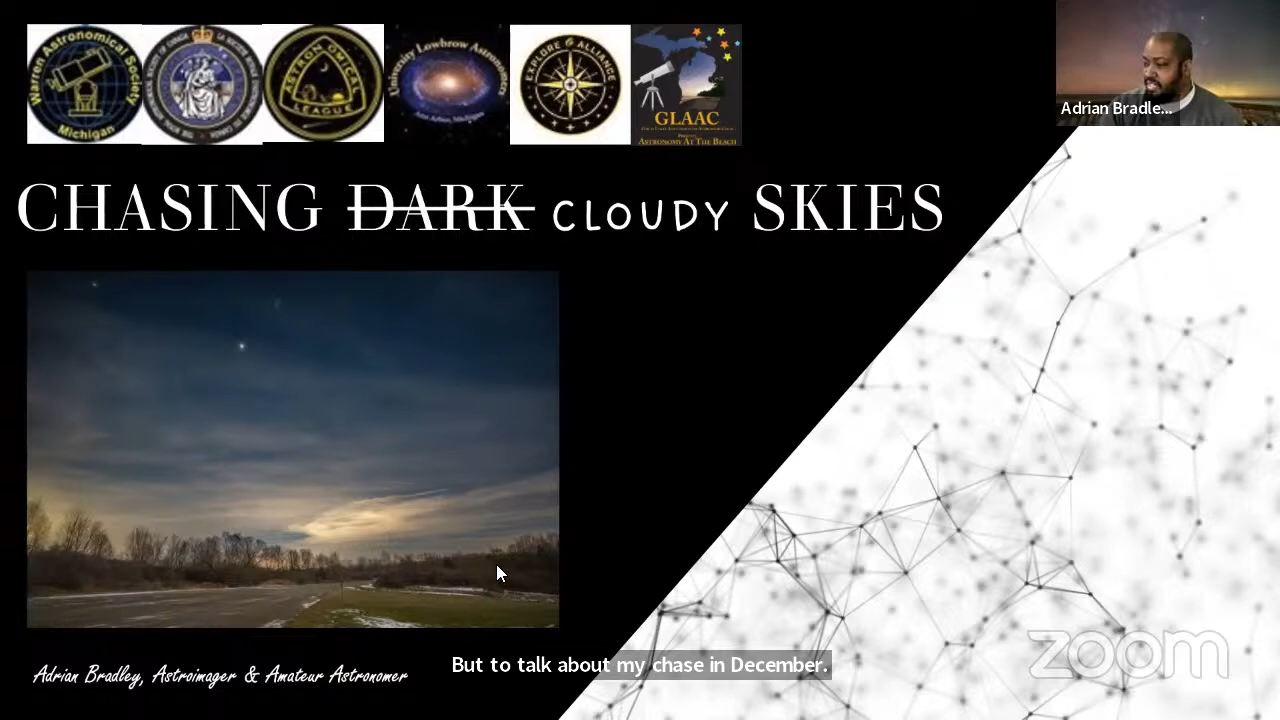 Warren Astronomical Society
Michigan
ASTRONOMICAL
LEAGUE
University Lowbrow Astronomers
Ann Arbor, Michigan
EXPLORE ALLIANCE
GLAAC
ASTRONOMY AT THE BEACH
Adrian Bradle...
CHASING DARK CLOUDY SKIES
Adrian Bradley, Astroimager & Amateur Astronomer
But to talk about my chase in December.
zoom